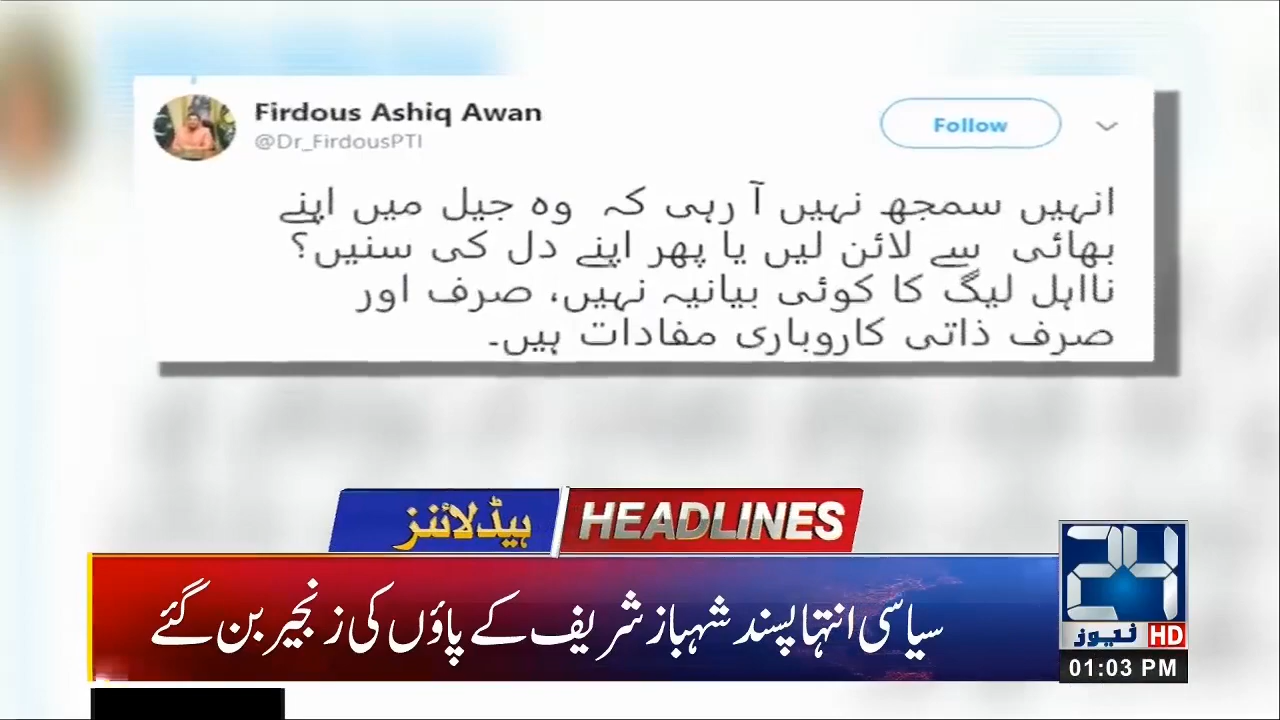 Firdous Ashiq Awan
@Dr_FirdousPTI
Follow
انہیں سمجھ نہیں آ رہی کہ وہ جیل میں اپنے
بھائی سے لائن لیں یا پھر اپنے دل کی سنیں؟
نااہل لیگ کا کوئی بیانیہ نہیں، صرف اور
صرف ذاتی کاروباری مفادات ہیں۔
ہیڈلائنز HEADLINES
سیاسی انتہا پسند شہباز شریف کے پاؤں کی زنجیر بن گئے
24
نیوز HD
01:03 PM